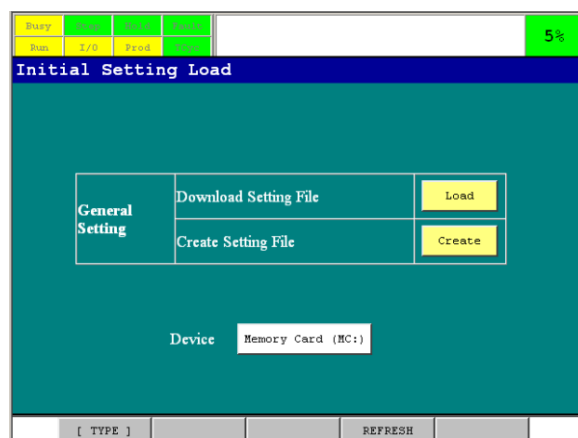 Busy Step Hold Fault
Run I/O Prod TCyc
5%
Initial Setting Load
General Setting
Download Setting File
Load
Create Setting File
Create
Device
Memory Card (MC:)
[ TYPE ]
REFRESH